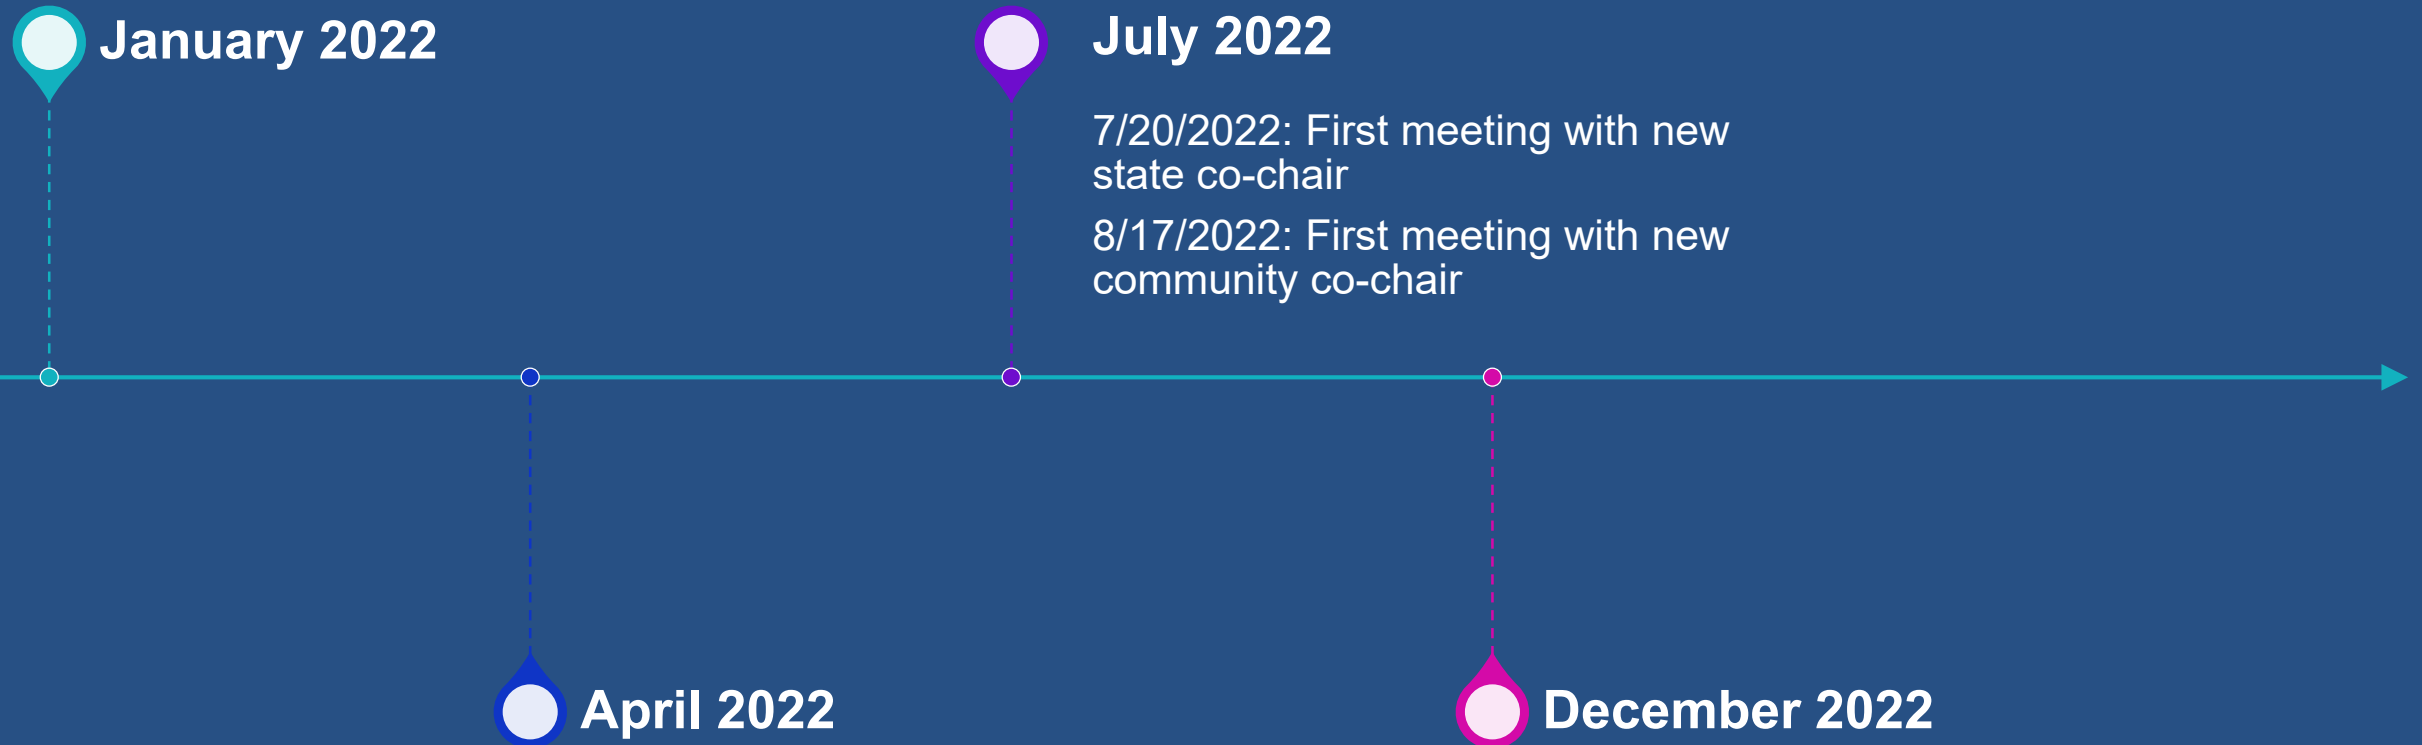 January 2022
July 2022
7/20/2022: First meeting with new
state co-chair
8/17/2022: First meeting with new
community co-chair
April 2022
December 2022